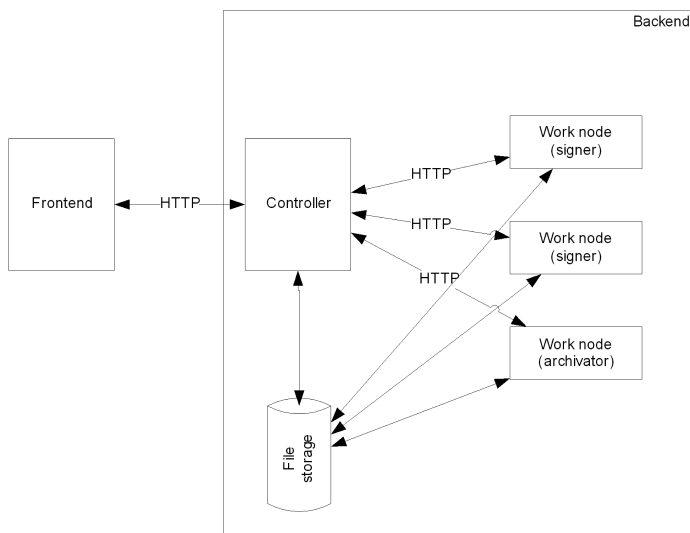 Backend
Frontend
HTTP
Controller
HTTP
HTTP
HTTP
Work node
(signer)
Work node
(signer)
Work node
(archivator)
File
storage